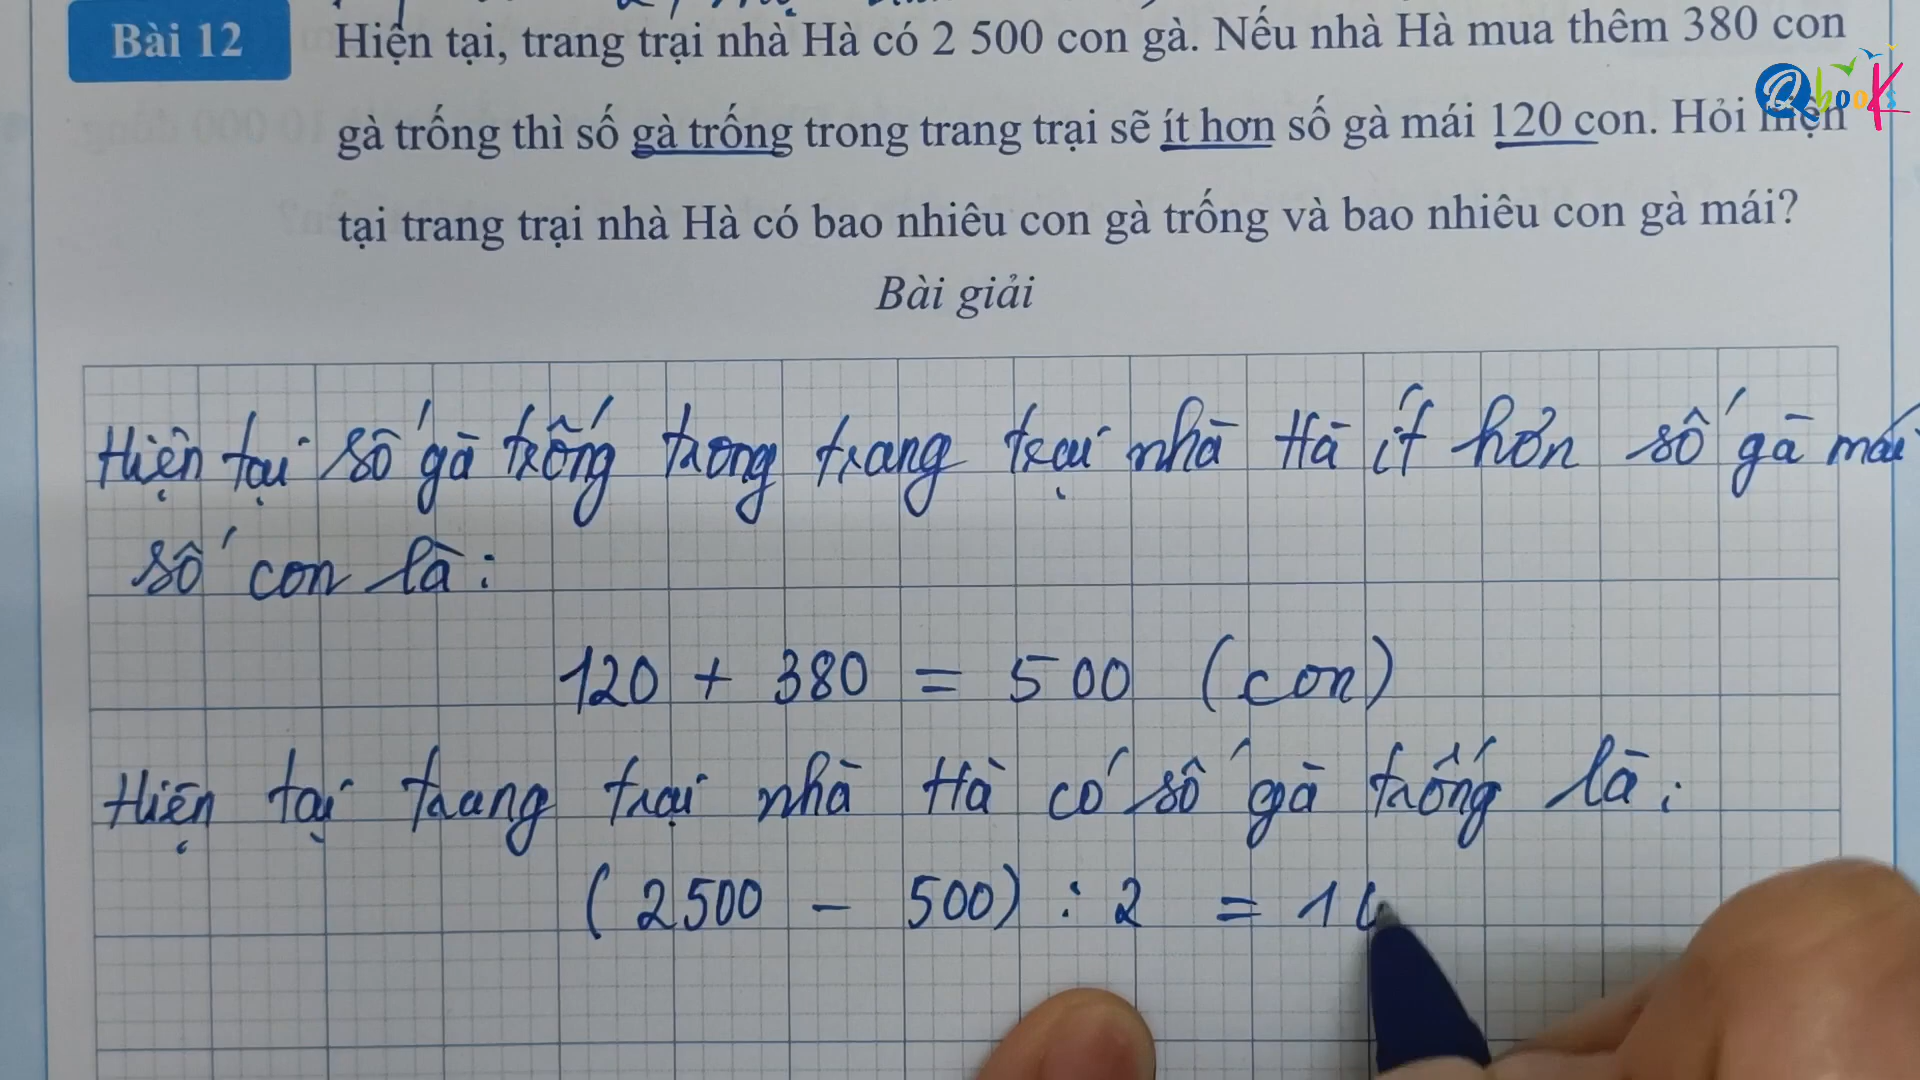 Bài 12
Hiện tại, trang trại nhà Hà có 2 500 con gà. Nếu nhà Hà mua thêm 380 con
gà trống thì số gà trống trong trang trại sẽ ít hơn số gà mái 120 con. Hỏi hiện
tại trang trại nhà Hà có bao nhiêu con gà trống và bao nhiêu con gà mái?
Bài giải
Hiện tại số gà trống trong trang trại nhà Hà ít hơn số gà mái
số con là:
120 + 380 = 500 (con)
Hiện tại trang trại nhà Hà có số gà trống là:
(2500 - 500) : 2 = 1
Qbooks